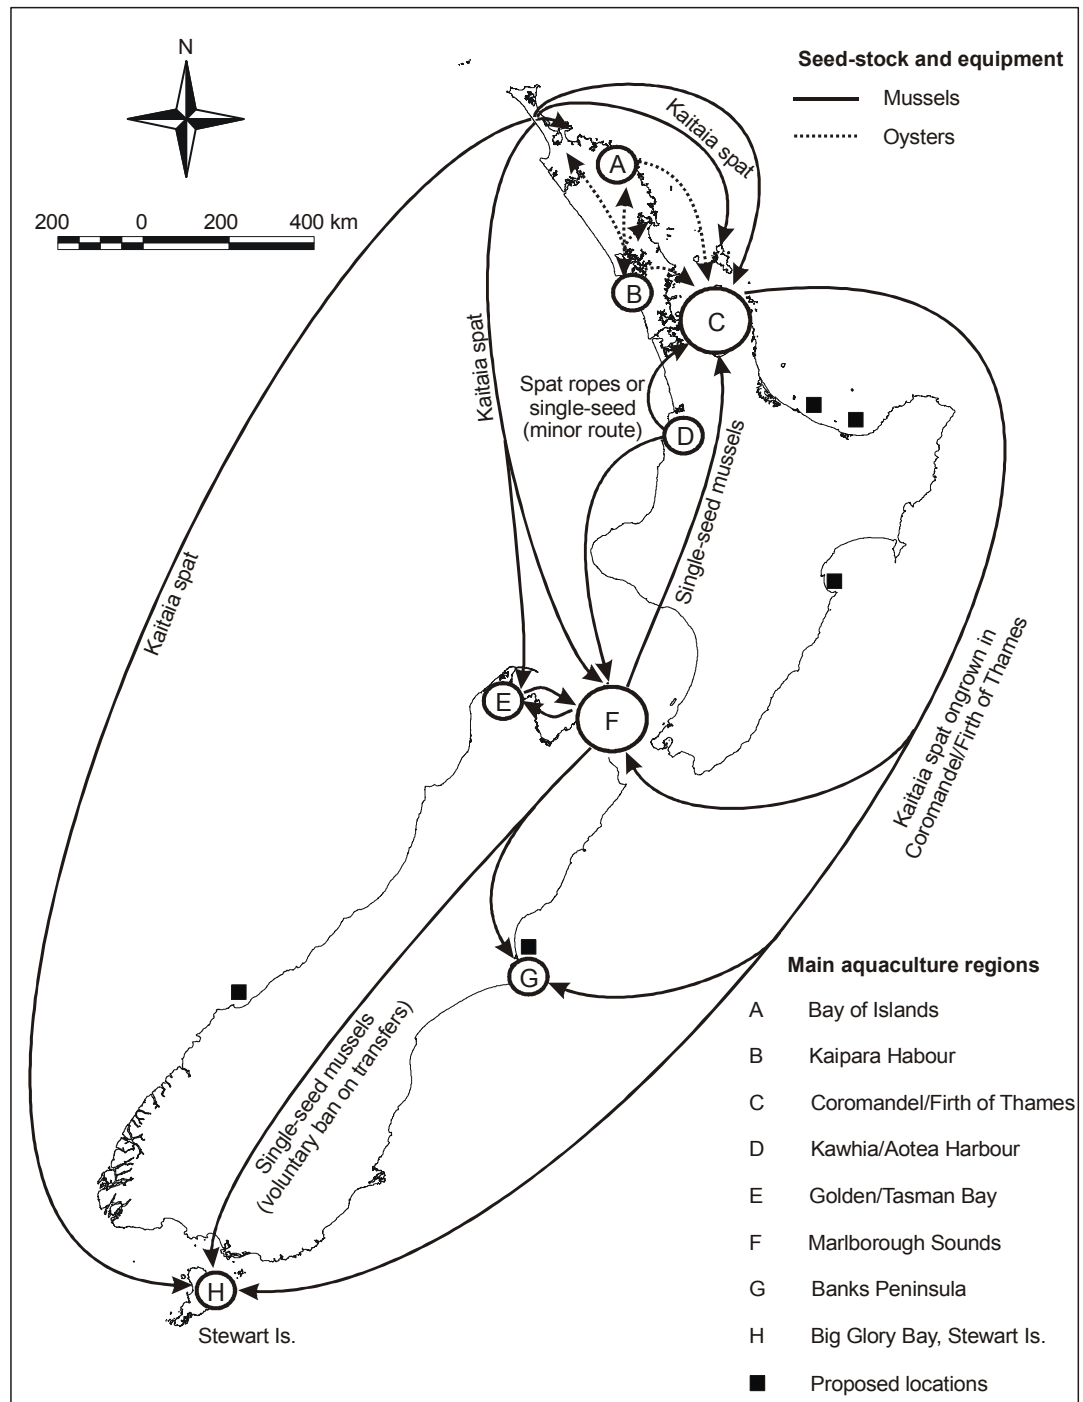 N
200 0 200 400 km
Seed-stock and equipment
Mussels
Oysters
Kaitaia spat
A
B
C
Kaitaia spat
Spat ropes or
single-seed
(minor route)
D
Single-seed mussels
Kaitaia spat
E
F
Kaitaia spat ongrown in
Coromandel/Firth of Thames
G
Single-seed mussels
(voluntary ban on transfers)
H
Stewart Is.
Main aquaculture regions
A Bay of Islands
B Kaipara Habour
C Coromandel/Firth of Thames
D Kawhia/Aotea Harbour
E Golden/Tasman Bay
F Marlborough Sounds
G Banks Peninsula
H Big Glory Bay, Stewart Is.
Proposed locations